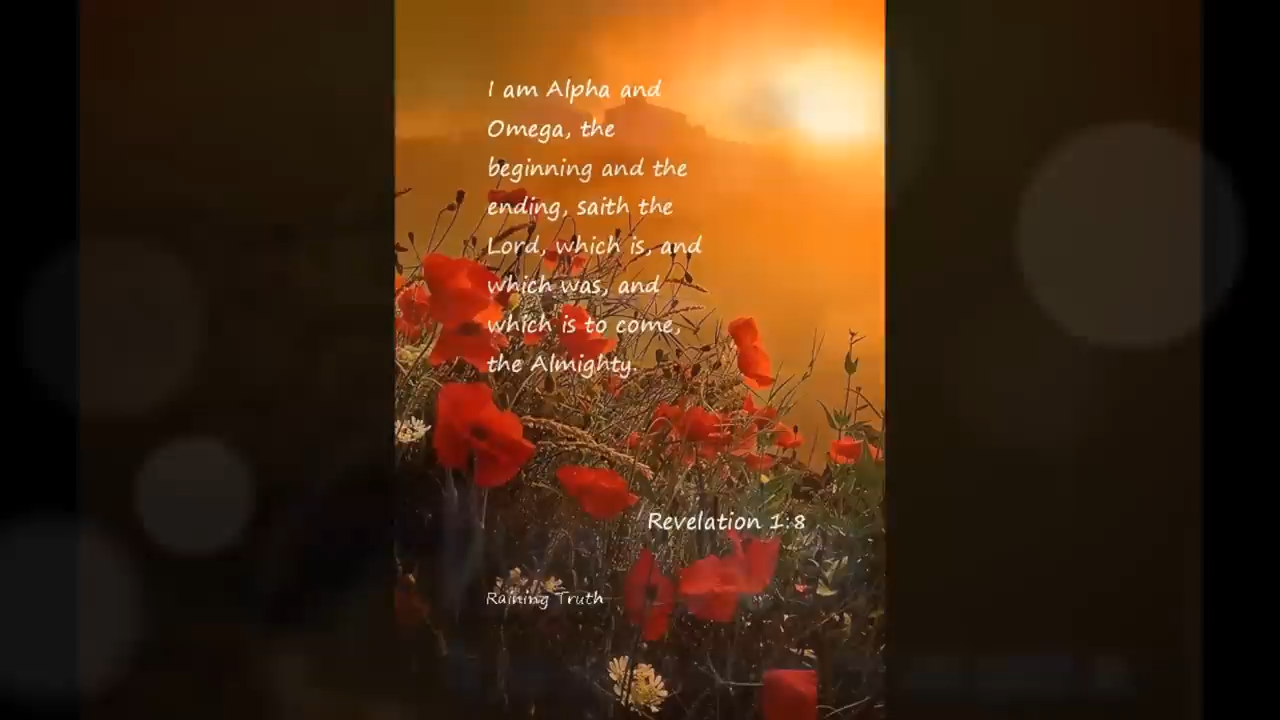 I am Alpha and
Omega, the
beginning and the
ending, saith the
Lord, which is, and
which was, and
which is to come,
the Almighty.
Revelation 1:8
Raining Truth